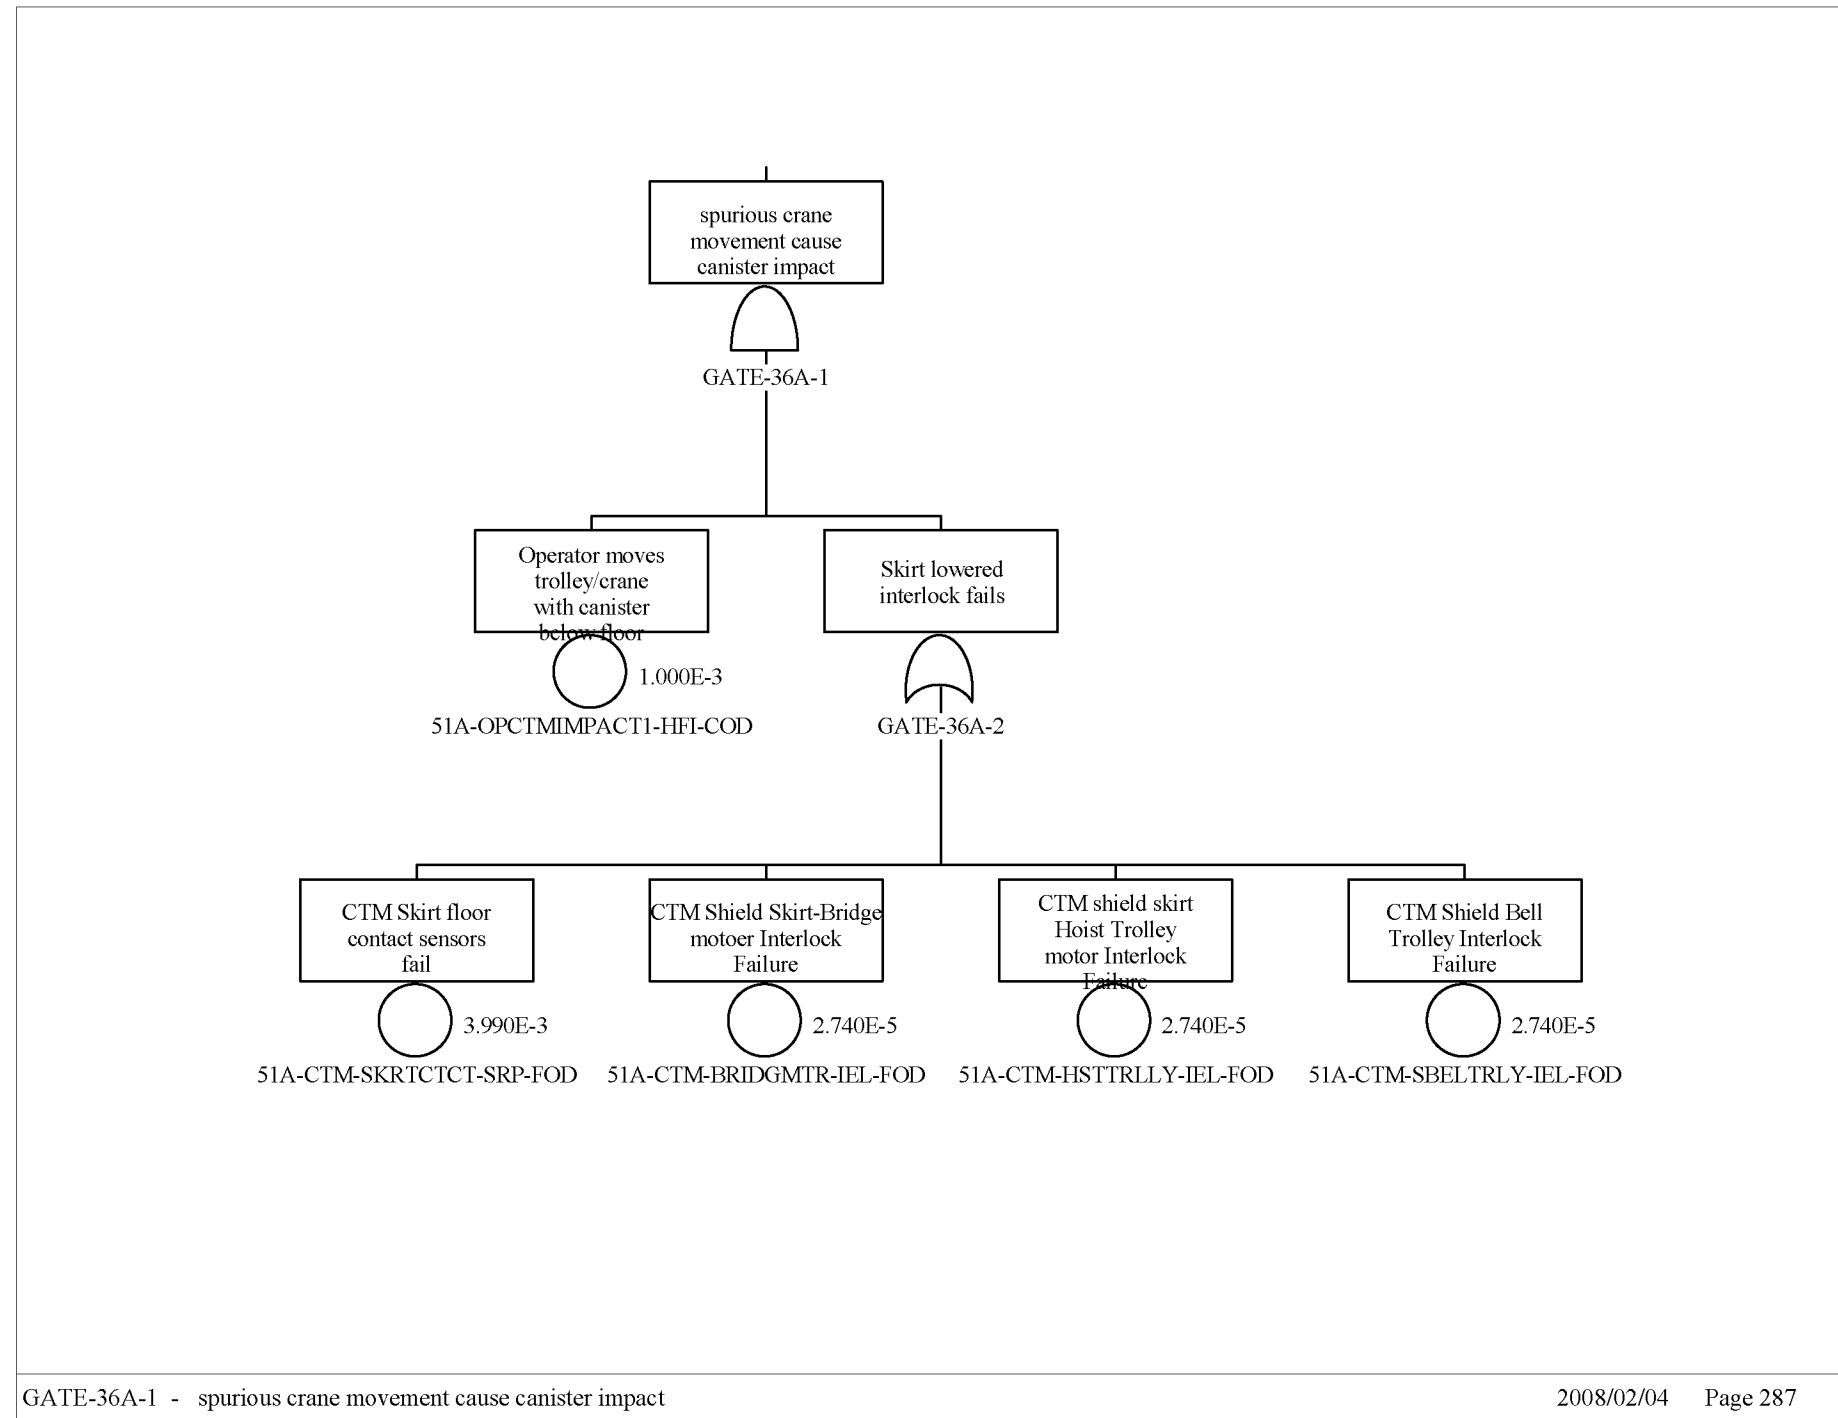 spurious crane
movement cause
canister impact
GATE-36A-1
Operator moves
trolley/crane
with canister
below floor
1.000E-3
51A-OPCTMIMPACT1-HFI-COD
Skirt lowered
interlock fails
GATE-36A-2
CTM Skirt floor
contact sensors
fail
3.990E-3
51A-CTM-SKRTCTCT-SRP-FOD
CTM Shield Skirt-Bridge
motoer Interlock
Failure
2.740E-5
51A-CTM-BRIDGMTR-IEL-FOD
CTM shield skirt
Hoist Trolley
motor Interlock
Failure
2.740E-5
51A-CTM-HSTTRLLY-IEL-FOD
CTM Shield Bell
Trolley Interlock
Failure
2.740E-5
51A-CTM-SBELTRLY-IEL-FOD
GATE-36A-1 - spurious crane movement cause canister impact
2008/02/04 Page 287